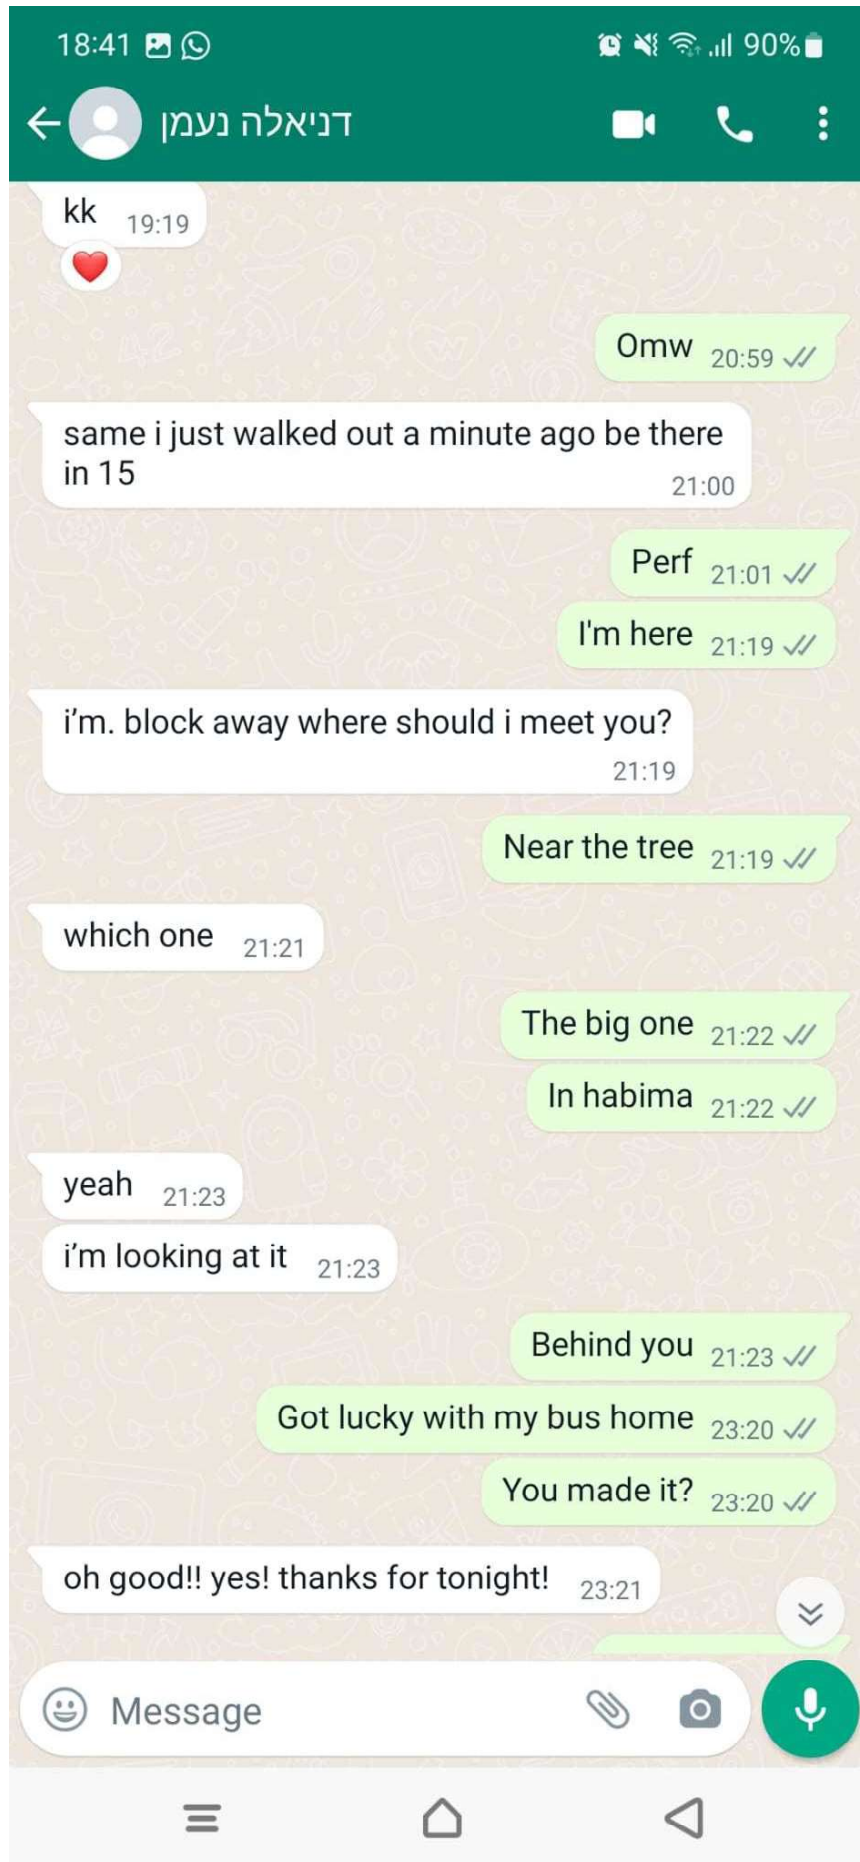 18:41 90%
דניאלה נעמן
kk 19:19
❤️
Omw 20:59
same i just walked out a minute ago be there
in 15 21:00
Perf 21:01
I'm here 21:19
i'm. block away where should i meet you?
21:19
Near the tree 21:19
which one 21:21
The big one 21:22
In habima 21:22
yeah 21:23
i'm looking at it 21:23
Behind you 21:23
Got lucky with my bus home 23:20
You made it? 23:20
oh good!! yes! thanks for tonight! 23:21
Message